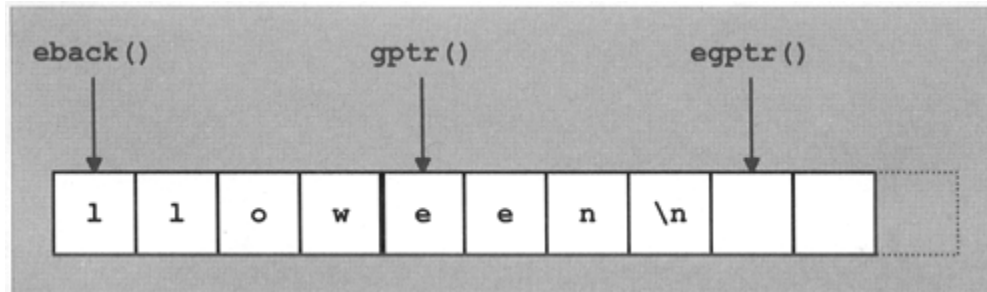 eback() gptr() egptr()
l l o w e e n \n